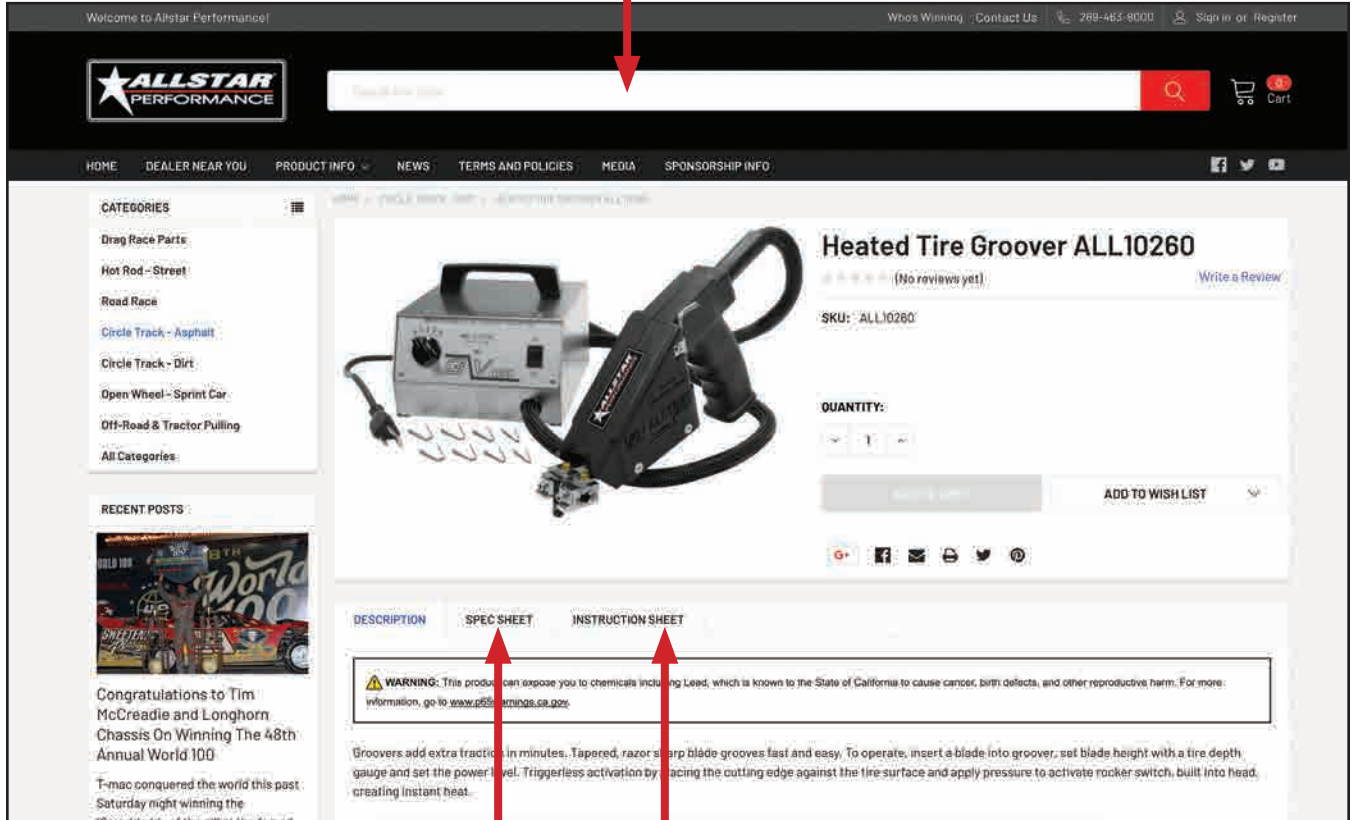 Welcome to Allstar Performance!
Who's Winning Contact Us 269-463-8000 Sign in or Register
ALLSTAR
PERFORMANCE
0
Cart
HOME DEALER NEAR YOU PRODUCT INFO NEWS TERMS AND POLICIES MEDIA SPONSORSHIP INFO
CATEGORIES
Drag Race Parts
Hot Rod - Street
Road Race
Circle Track - Asphalt
Circle Track - Dirt
Open Wheel - Sprint Car
Off-Road & Tractor Pulling
All Categories
Heated Tire Groover ALL10260
(No reviews yet)
Write a Review
SKU: ALL10260
QUANTITY:
1
ADD TO WISH LIST
ALLSTAR
RECENT POSTS
World
100
Congratulations to Tim
McCreadie and Longhorn
Chassis On Winning The 48th
Annual World 100
T-mac conquered the world this past
Saturday night winning the
DESCRIPTION SPEC SHEET INSTRUCTION SHEET
WARNING: This product can expose you to chemicals including Lead, which is known to the State of California to cause cancer, birth defects, and other reproductive harm. For more
information, go to www.p65warnings.ca.gov.
Groovers add extra traction in minutes. Tapered, razor sharp blade grooves fast and easy. To operate, insert a blade into groover, set blade height with a tire depth
gauge and set the power level. Triggerless activation by placing the cutting edge against the tire surface and apply pressure to activate rocker switch, built into head,
creating instant heat.